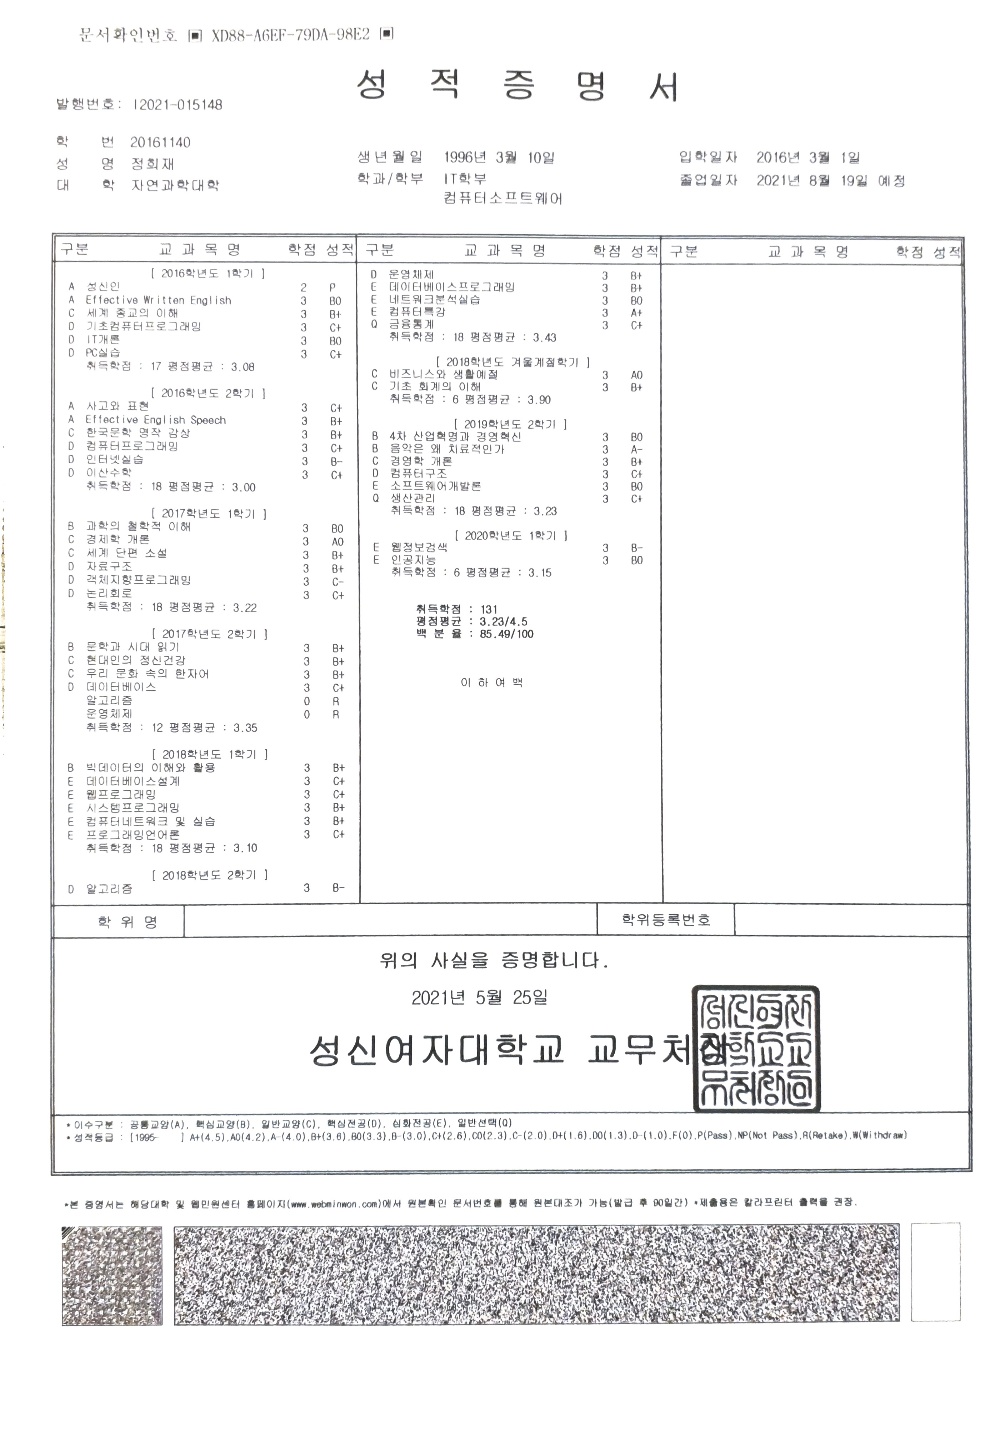 문서확인번호 ▣ XD88-A6EF-79DA-98E2 ▣
성 적 증 명 서
발행번호: I2021-015148
학 번 20161140
성 명 정희재
대 학 자연과학대학
생년월일 1996년 3월 10일
학과/학부 IT학부
컴퓨터소프트웨어
입학일자 2016년 3월 1일
졸업일자 2021년 8월 19일 예정
구분 교 과 목 명 학점 성적
[ 2016학년도 1학기 ]
A 성신인 2 P
A Effective Written English 3 B0
C 세계 종교의 이해 3 B+
D 기초컴퓨터프로그래밍 3 C+
D IT개론 3 B0
D PC실습 3 C+
취득학점 : 17 평점평균 : 3.08
[ 2016학년도 2학기 ]
A 사고와 표현 3 C+
A Effective English Speech 3 B+
C 한국문학 명작 감상 3 B+
D 컴퓨터프로그래밍 3 C+
D 인터넷실습 3 B-
D 이산수학 3 C+
취득학점 : 18 평점평균 : 3.00
[ 2017학년도 1학기 ]
B 과학의 철학적 이해 3 B0
C 경제학 개론 3 A0
C 세계 단편 소설 3 B+
D 자료구조 3 B+
D 객체지향프로그래밍 3 C-
D 논리회로 3 C+
취득학점 : 18 평점평균 : 3.22
[ 2017학년도 2학기 ]
B 문학과 시대 읽기 3 B+
C 현대인의 정신건강 3 B+
C 우리 문화 속의 한자어 3 B+
D 데이터베이스 3 C+
알고리즘 0 R
운영체제 0 R
취득학점 : 12 평점평균 : 3.35
[ 2018학년도 1학기 ]
B 빅데이터의 이해와 활용 3 B+
E 데이터베이스설계 3 C+
E 웹프로그래밍 3 C+
E 시스템프로그래밍 3 B+
E 컴퓨터네트워크 및 실습 3 B+
E 프로그래밍언어론 3 C+
취득학점 : 18 평점평균 : 3.10
[ 2018학년도 2학기 ]
D 알고리즘 3 B-
구분 교 과 목 명 학점 성적
D 운영체제 3 B+
E 데이터베이스프로그래밍 3 B+
E 네트워크분석실습 3 B0
E 컴퓨터특강 3 A+
Q 금융통계 3 C+
취득학점 : 18 평점평균 : 3.43
[ 2018학년도 겨울계절학기 ]
C 비즈니스와 생활예절 3 A0
C 기초 회계의 이해 3 B+
취득학점 : 6 평점평균 : 3.90
[ 2019학년도 2학기 ]
B 4차 산업혁명과 경영혁신 3 B0
B 음악은 왜 치료적인가 3 A-
C 경영학 개론 3 B+
D 컴퓨터구조 3 C+
E 소프트웨어개발론 3 B0
Q 생산관리 3 C+
취득학점 : 18 평점평균 : 3.23
[ 2020학년도 1학기 ]
E 웹정보검색 3 B-
E 인공지능 3 B0
취득학점 : 6 평점평균 : 3.15
취득학점 : 131
평점평균 : 3.23/4.5
백 분 율 : 85.49/100
이 하 여 백
구분 교 과 목 명 학점 성적
학 위 명
학위등록번호
위의 사실을 증명합니다.
2021년 5월 25일
성신여자대학교 교무처장
* 이수구분 : 공통교양(A), 핵심교양(B), 일반교양(C), 핵심전공(D), 심화전공(E), 일반선택(Q)
* 성적등급 : [1995- ] A+(4.5),A0(4.2),A-(4.0),B+(3.6),B0(3.3),B-(3.0),C+(2.6),C0(2.3),C-(2.0),D+(1.6),D0(1.3),D-(1.0),F(0),P(Pass),NP(Not Pass),R(Retake),W(Withdraw)
*본 증명서는 해당대학 및 웹민원센터 홈페이지(www.webminwon.com)에서 원본확인 문서번호를 통해 원본대조가 가능(발급 후 90일간) *제출용은 칼라프린터 출력을 권장.